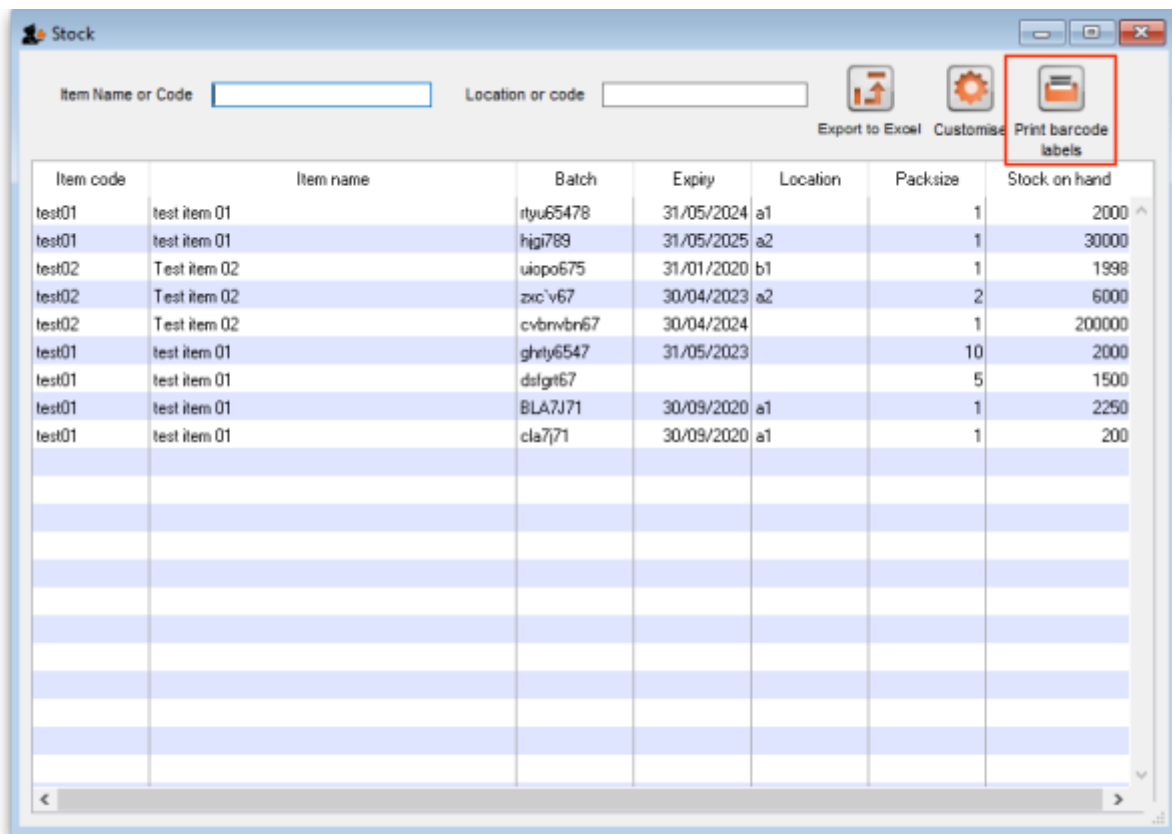 Stock
Item Name or Code Location or code
Export to Excel Customise Print barcode labels
Item code Item name Batch Expiry Location Packsize Stock on hand
test01 test item 01 rtyu65478 31/05/2024 a1 1 2000
test01 test item 01 hjgi789 31/05/2025 a2 1 30000
test02 Test item 02 uiopo675 31/01/2020 b1 1 1998
test02 Test item 02 zxc`v67 30/04/2023 a2 2 6000
test02 Test item 02 cvbnvbn67 30/04/2024 1 200000
test01 test item 01 ghrty6547 31/05/2023 10 2000
test01 test item 01 dsfgrt67 5 1500
test01 test item 01 BLA7J71 30/09/2020 a1 1 2250
test01 test item 01 cla7j71 30/09/2020 a1 1 200